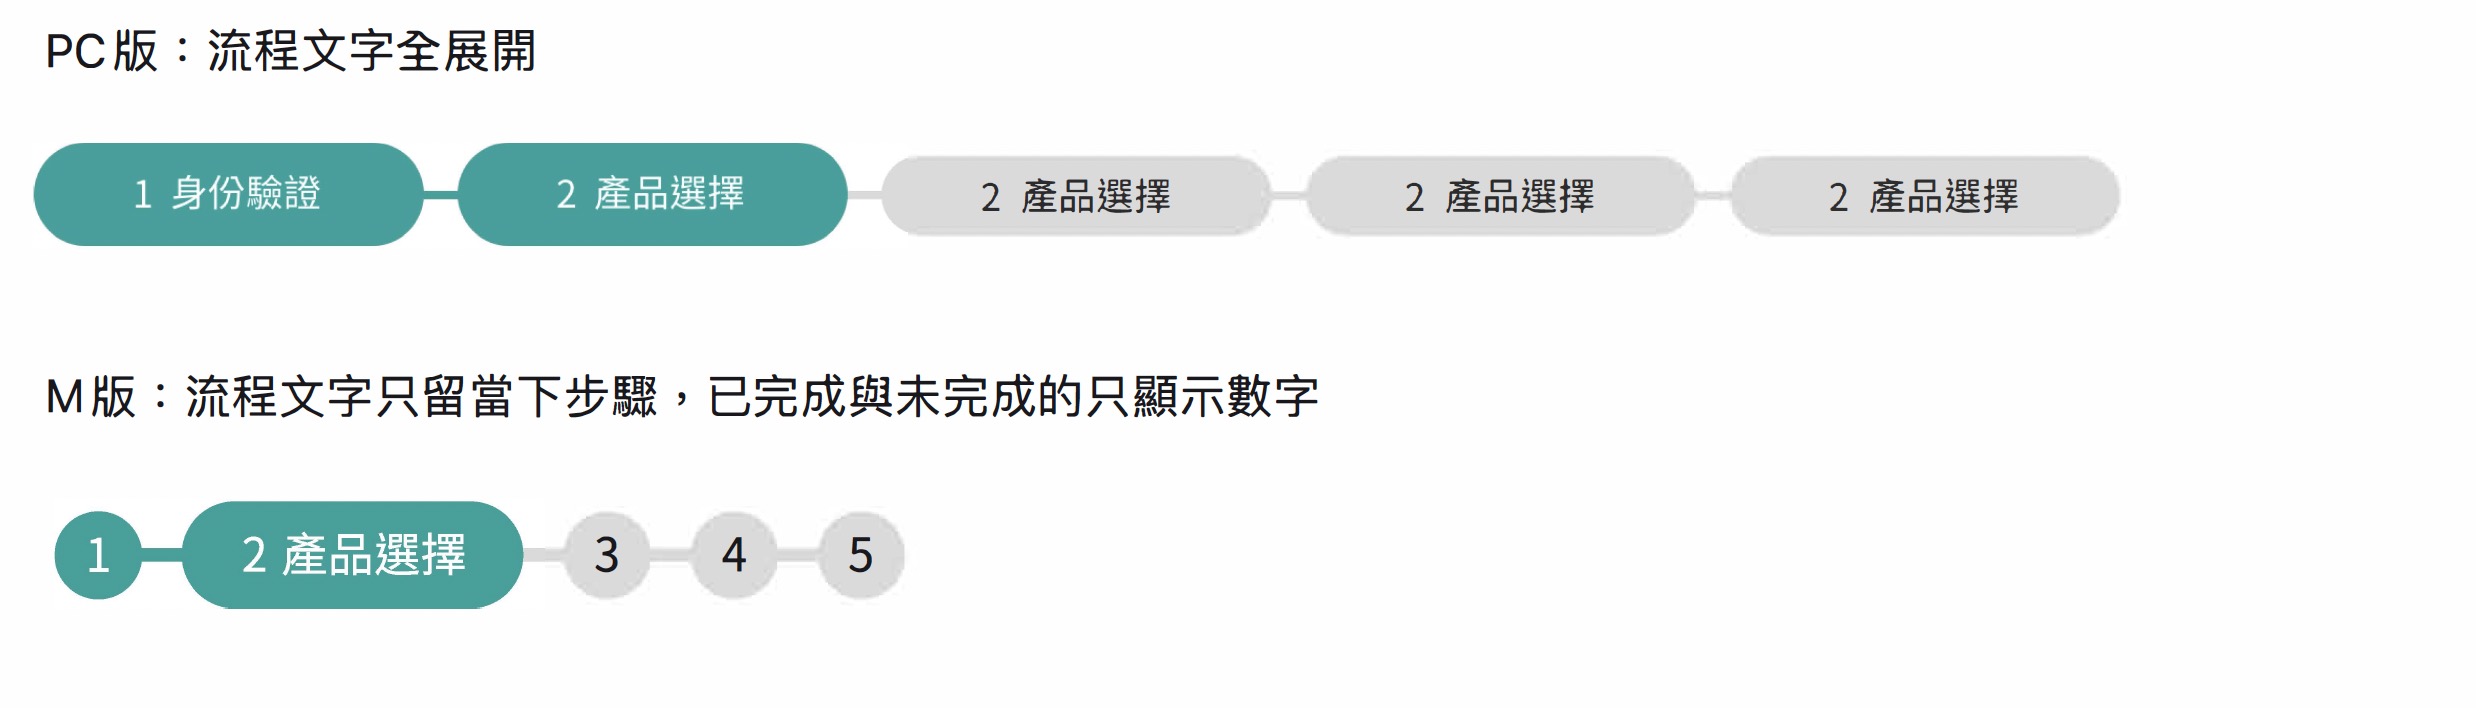 PC版：流程文字全展開
1 身份驗證 2 產品選擇 2 產品選擇 2 產品選擇 2 產品選擇
M版：流程文字只留當下步驟，已完成與未完成的只顯示數字
1 2 產品選擇 3 4 5